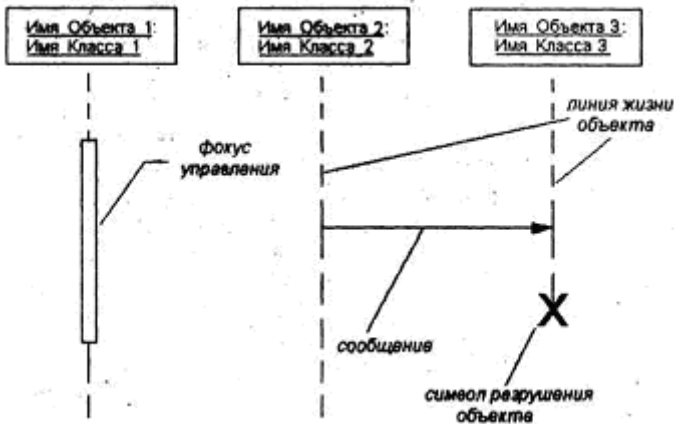 Имя Объекта 1:
Имя Класса 1
Имя Объекта 2:
Имя Класса 2
Имя Объекта 3:
Имя Класса 3
линия жизни
объекта
фокус
управления
сообщение
символ разрушения
объекта